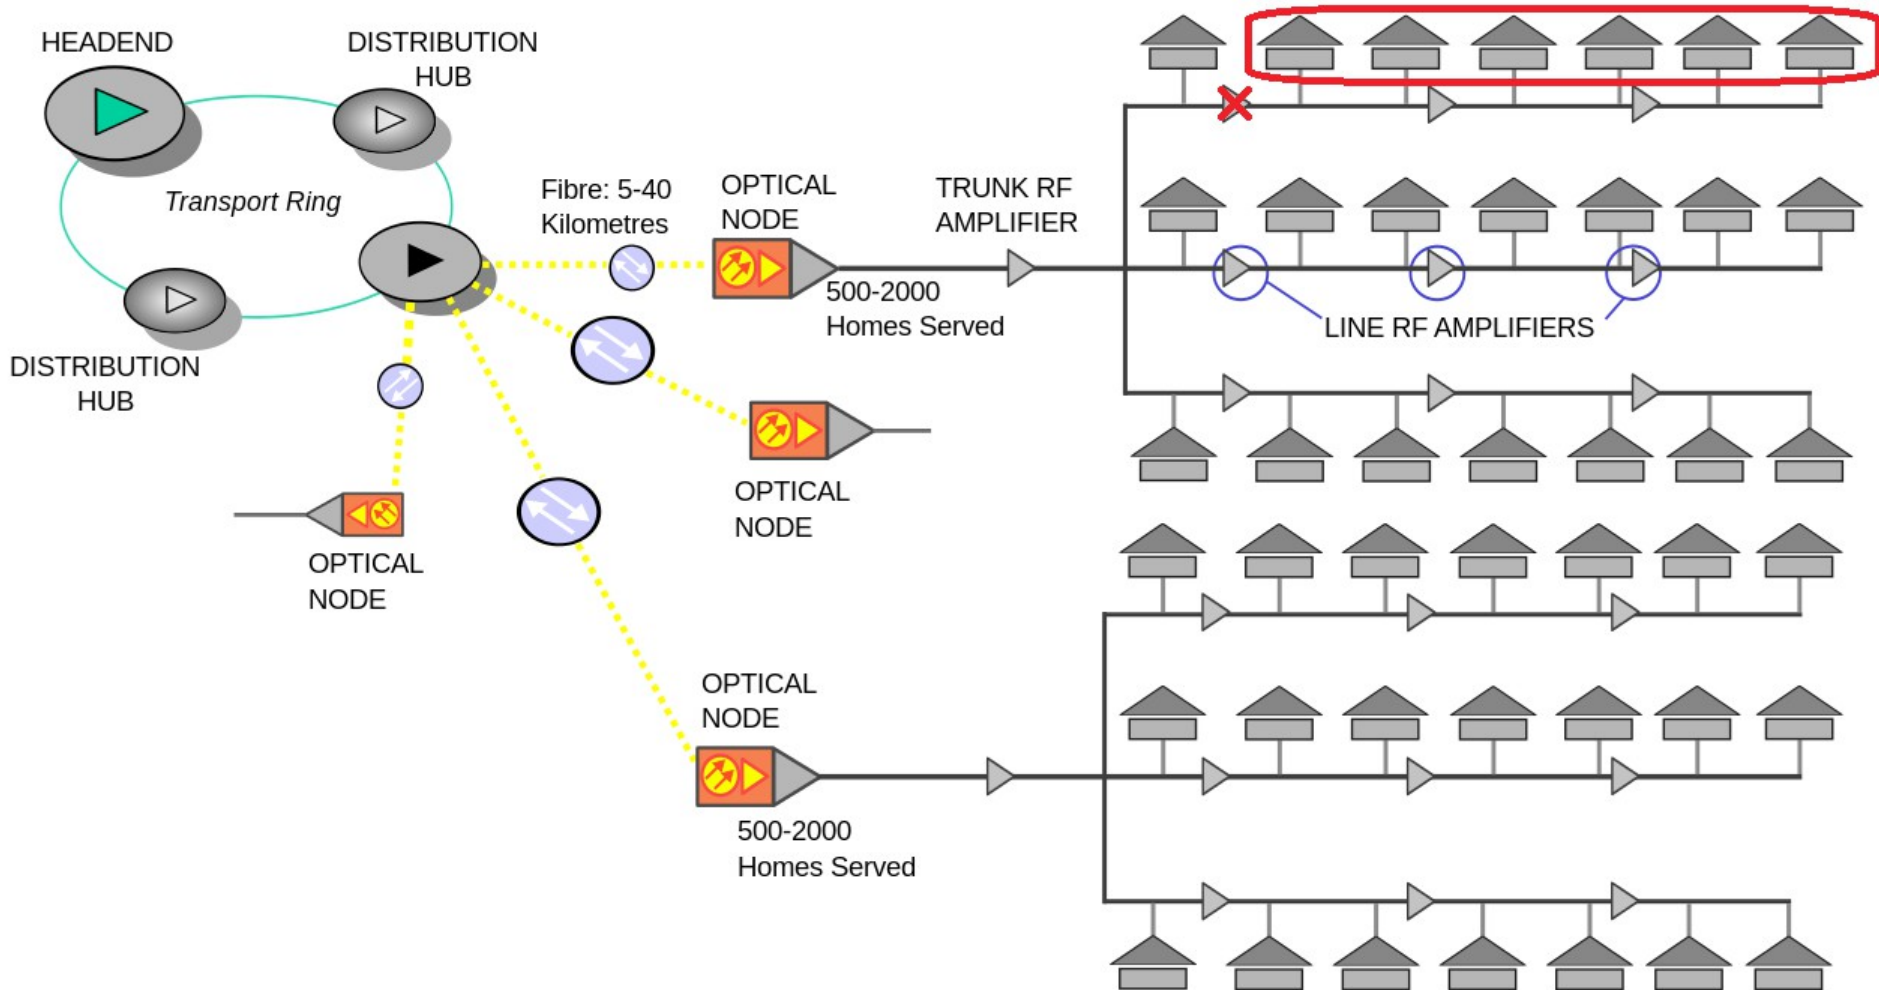 HEADEND
DISTRIBUTION
HUB
Transport Ring
DISTRIBUTION
HUB
Fibre: 5-40
Kilometres
OPTICAL
NODE
TRUNK RF
AMPLIFIER
500-2000
Homes Served
LINE RF AMPLIFIERS
OPTICAL
NODE
OPTICAL
NODE
OPTICAL
NODE
500-2000
Homes Served